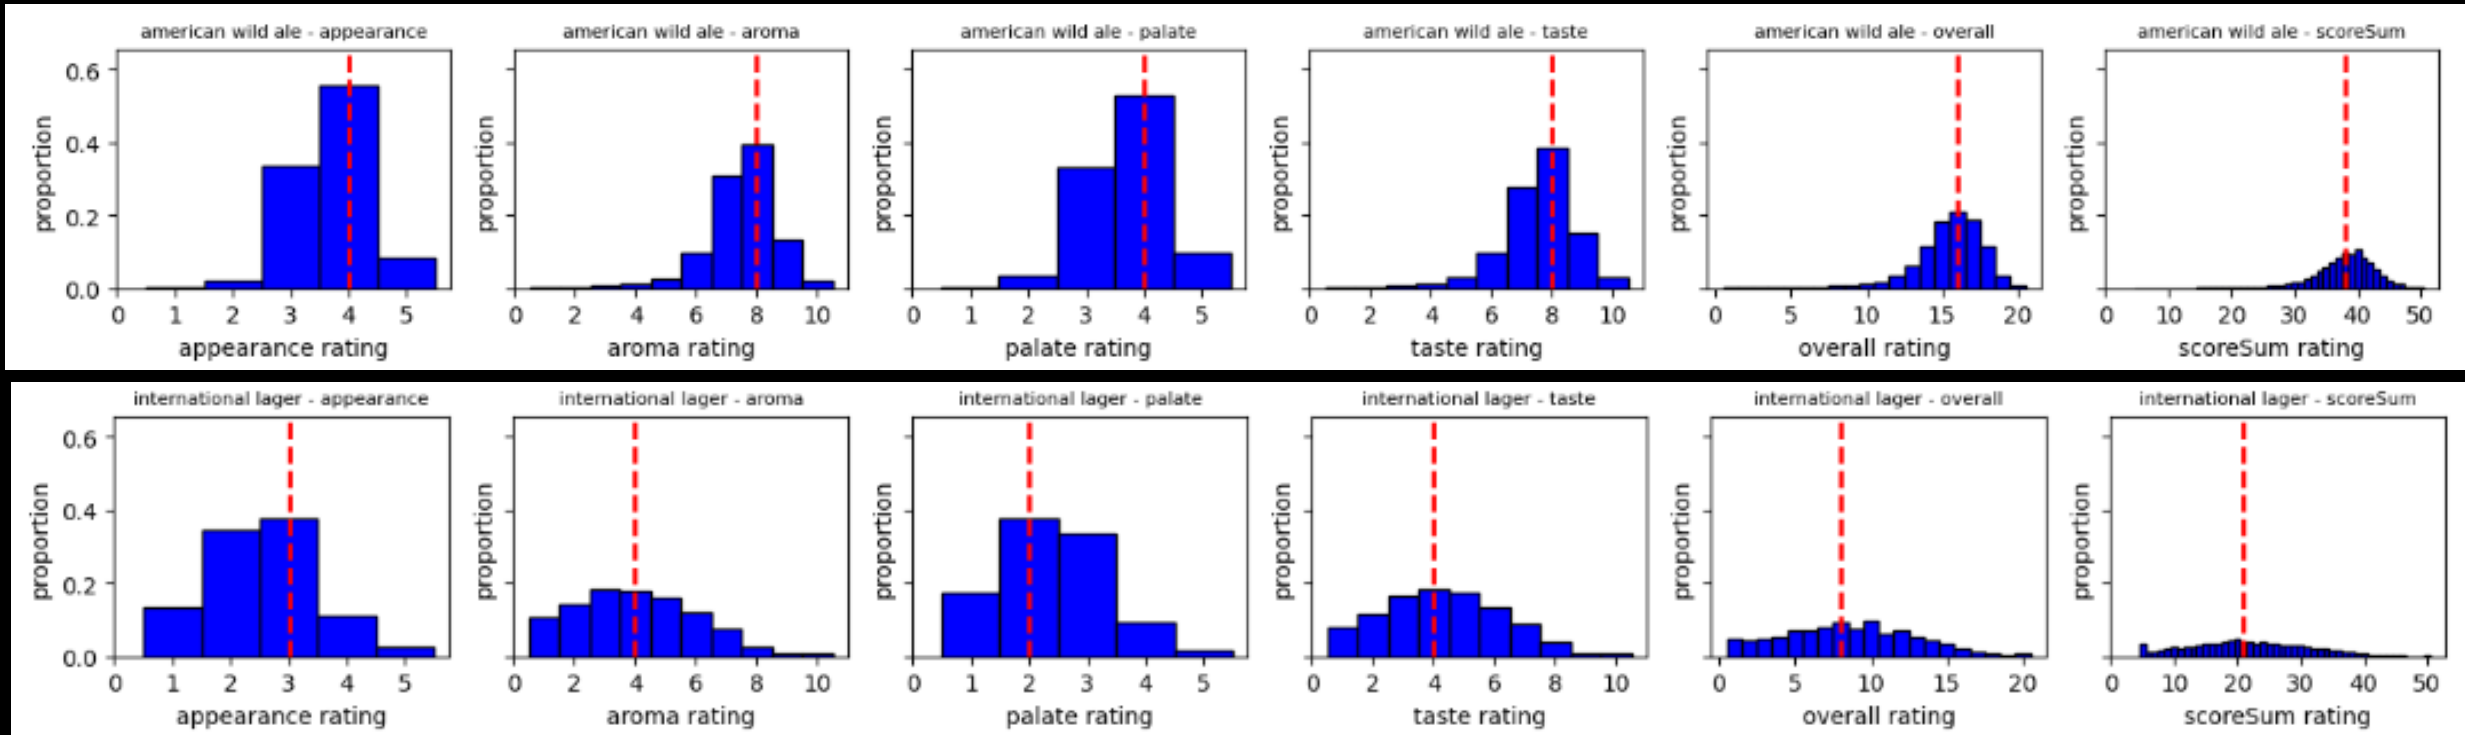 american wild ale - appearance
american wild ale - aroma
american wild ale - palate
american wild ale - taste
american wild ale - overall
american wild ale - scoreSum
proportion
0.6
0.4
0.2
0.0
0 1 2 3 4 5
appearance rating
proportion
0 2 4 6 8 10
aroma rating
proportion
0 1 2 3 4 5
palate rating
proportion
0 2 4 6 8 10
taste rating
proportion
0 5 10 15 20
overall rating
proportion
0 10 20 30 40 50
scoreSum rating
international lager - appearance
international lager - aroma
international lager - palate
international lager - taste
international lager - overall
international lager - scoreSum
proportion
0.6
0.4
0.2
0.0
0 1 2 3 4 5
appearance rating
proportion
0 2 4 6 8 10
aroma rating
proportion
0 1 2 3 4 5
palate rating
proportion
0 2 4 6 8 10
taste rating
proportion
0 5 10 15 20
overall rating
proportion
0 10 20 30 40 50
scoreSum rating